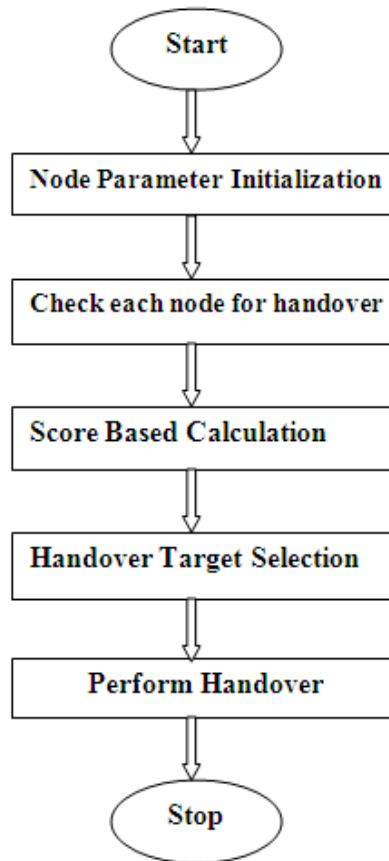 Start
Node Parameter Initialization
Check each node for handover
Score Based Calculation
Handover Target Selection
Perform Handover
Stop